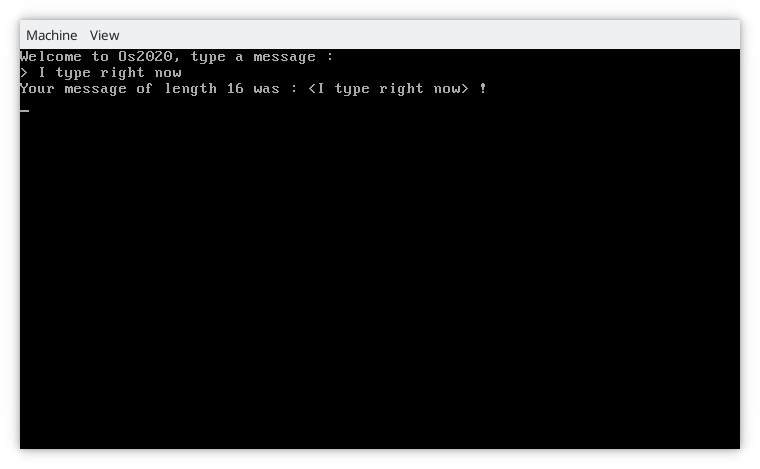 Machine View
Welcome to Os2020, type a message :
> I type right now
Your message of length 16 was : <I type right now> !
_